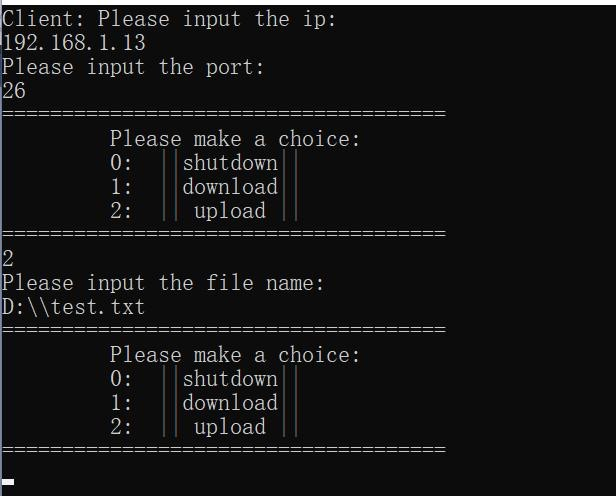 Client: Please input the ip:
192.168.1.13
Please input the port:
26
=====================================
Please make a choice:
0: ||shutdown||
1: ||download||
2: || upload ||
=====================================
2
Please input the file name:
D:\\test.txt
=====================================
Please make a choice:
0: ||shutdown||
1: ||download||
2: || upload ||
=====================================